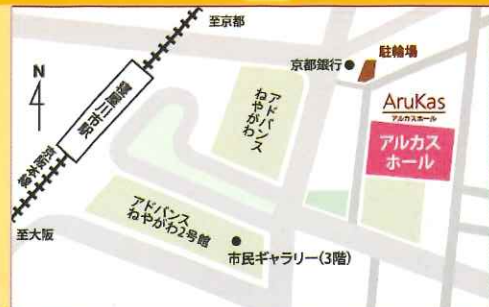 至京都
N
寝屋川市駅
京阪本線
至大阪
アドバンス
ねやがわ
アドバンス
ねやがわ2号館
市民ギャラリー(3階)
京都銀行
駐輪場
AruKas
アルカスホール
アルカス
ホール